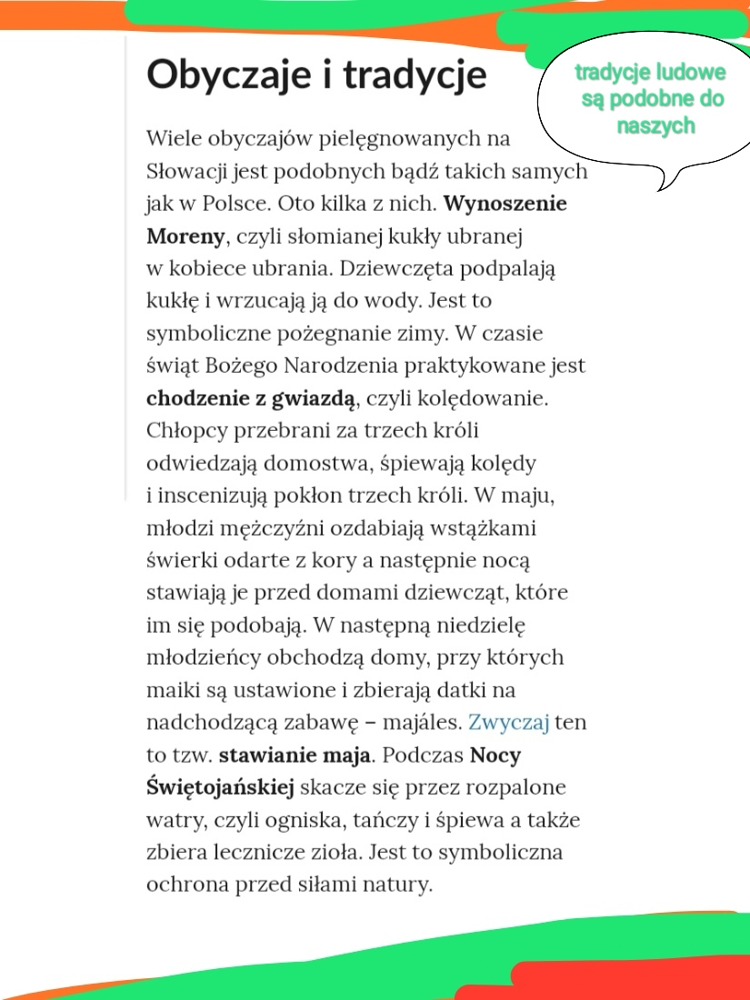 Obyczaje i tradycje
tradycje ludowe
są podobne do
naszych
Wiele obyczajów pielęgnowanych na
Słowacji jest podobnych bądź takich samych
jak w Polsce. Oto kilka z nich. Wynoszenie
Moreny, czyli słomianej kukły ubranej
w kobiece ubrania. Dziewczęta podpalają
kukłę i wrzucają ją do wody. Jest to
symboliczne pożegnanie zimy. W czasie
świąt Bożego Narodzenia praktykowane jest
chodzenie z gwiazdą, czyli kolędowanie.
Chłopcy przebrani za trzech króli
odwiedzają domostwa, śpiewają kolędy
i inscenizują pokłon trzech króli. W maju,
młodzi mężczyźni ozdabiają wstążkami
świerki odarte z kory a następnie nocą
stawiają je przed domami dziewcząt, które
im się podobają. W następną niedzielę
młodzieńcy obchodzą domy, przy których
maiki są ustawione i zbierają datki na
nadchodzącą zabawę – majáles. Zwyczaj ten
to tzw. stawianie maja. Podczas Nocy
Świętojańskiej skacze się przez rozpalone
watry, czyli ogniska, tańczy i śpiewa a także
zbiera lecznicze zioła. Jest to symboliczna
ochrona przed siłami natury.